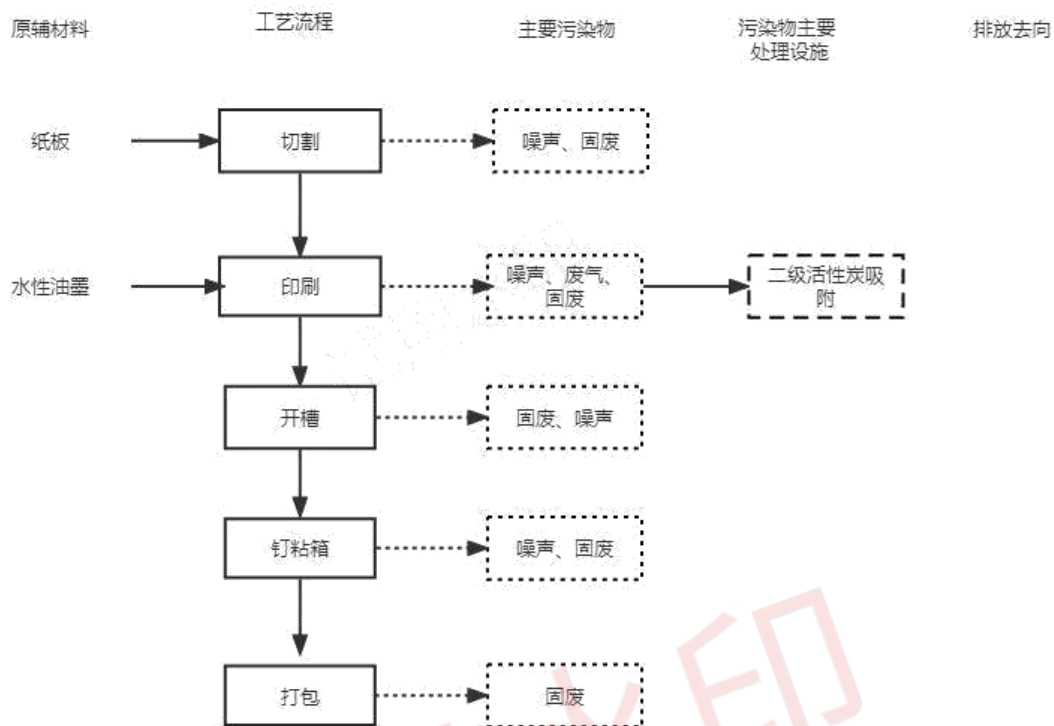 原辅材料
工艺流程
主要污染物
污染物主要
处理设施
排放去向
纸板
切割
噪声、固废
水性油墨
印刷
噪声、废气、
固废
二级活性炭吸
附
开槽
固废、噪声
钉粘箱
噪声、固废
打包
固废
印